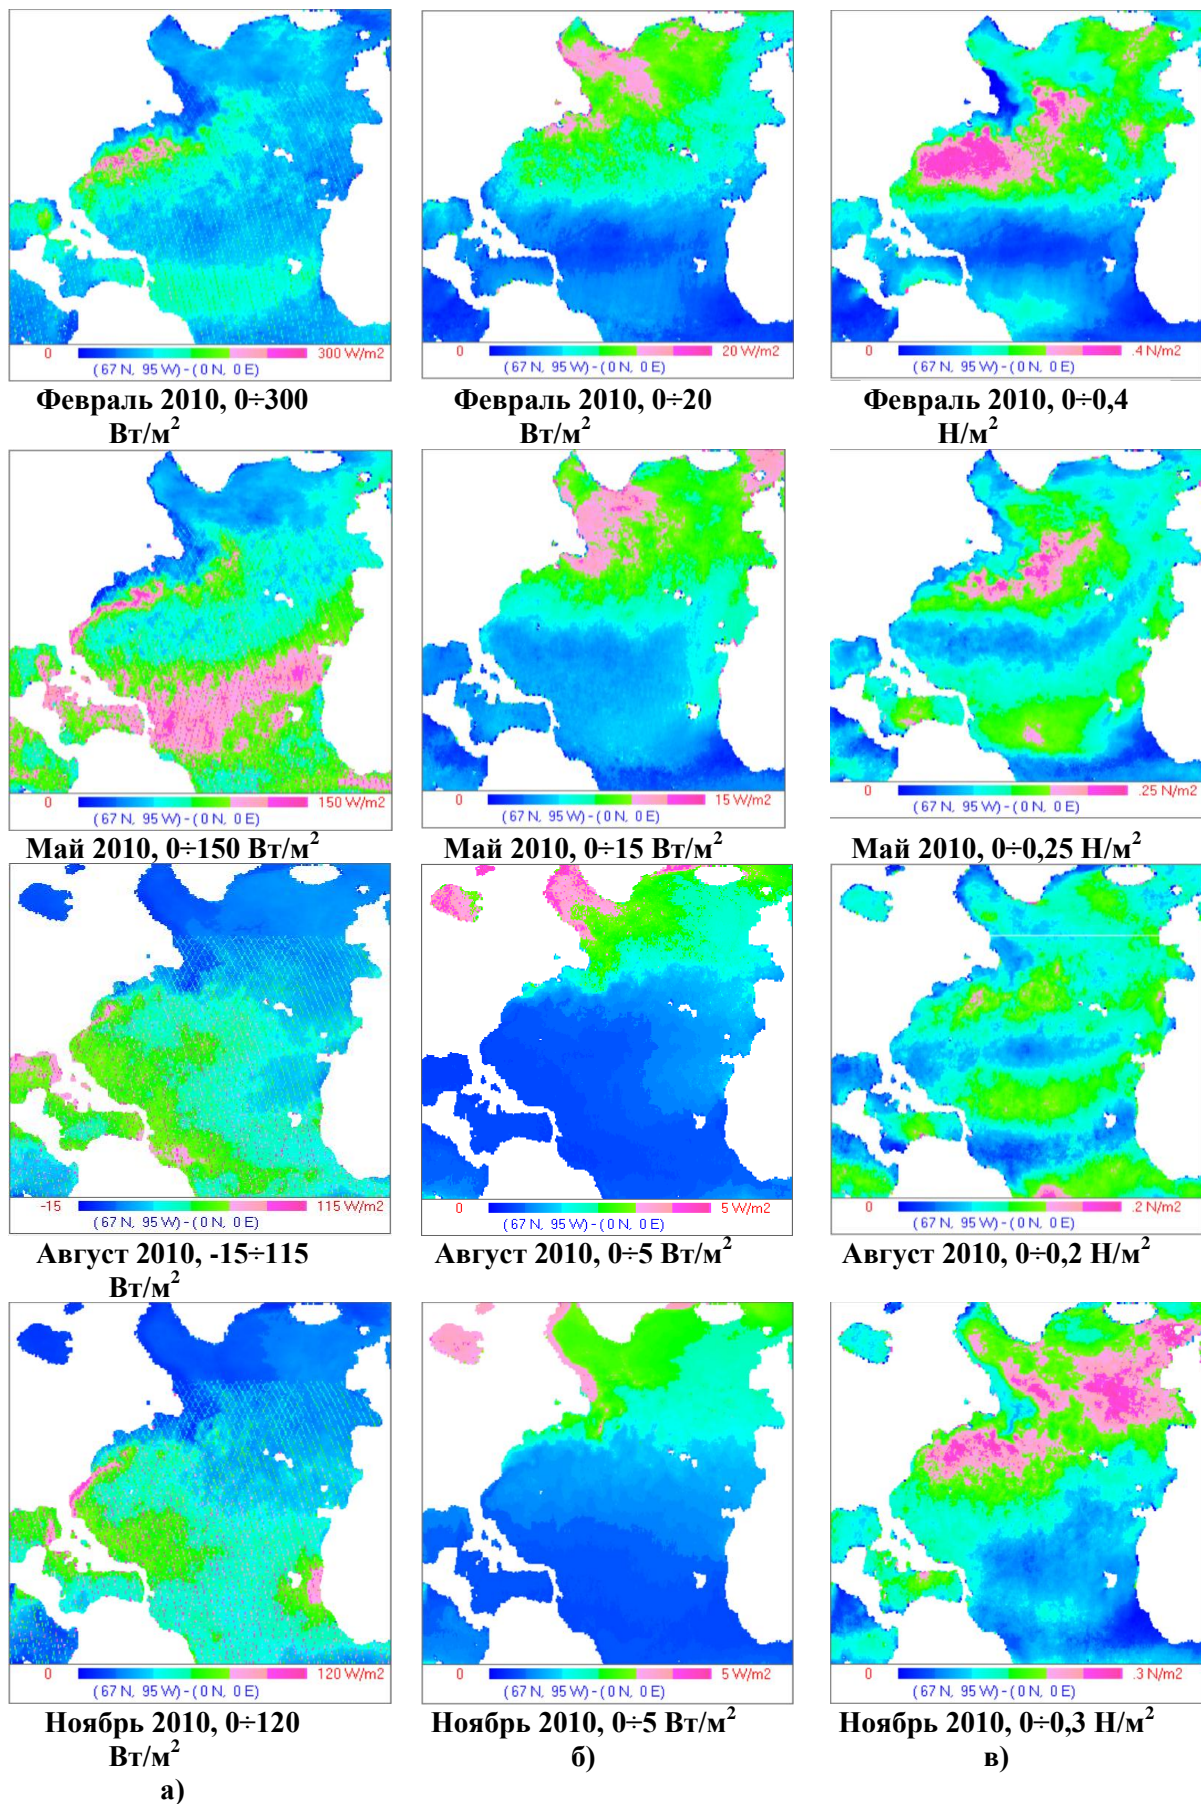 0 300 W/m2
(67 N, 95 W) - (0 N, 0 E)
Февраль 2010, 0÷300
Вт/м²
0 20 W/m2
(67 N, 95 W) - (0 N, 0 E)
Февраль 2010, 0÷20
Вт/м²
0 .4 N/m2
(67 N, 95 W) - (0 N, 0 E)
Февраль 2010, 0÷0,4
Н/м²
0 150 W/m2
(67 N, 95 W) - (0 N, 0 E)
Май 2010, 0÷150 Вт/м²
0 15 W/m2
(67 N, 95 W) - (0 N, 0 E)
Май 2010, 0÷15 Вт/м²
0 .25 N/m2
(67 N, 95 W) - (0 N, 0 E)
Май 2010, 0÷0,25 Н/м²
-15 115 W/m2
(67 N, 95 W) - (0 N, 0 E)
Август 2010, -15÷115
Вт/м²
0 5 W/m2
(67 N, 95 W) - (0 N, 0 E)
Август 2010, 0÷5 Вт/м²
0 .2 N/m2
(67 N, 95 W) - (0 N, 0 E)
Август 2010, 0÷0,2 Н/м²
0 120 W/m2
(67 N, 95 W) - (0 N, 0 E)
Ноябрь 2010, 0÷120
Вт/м²
а)
0 5 W/m2
(67 N, 95 W) - (0 N, 0 E)
Ноябрь 2010, 0÷5 Вт/м²
б)
0 .3 N/m2
(67 N, 95 W) - (0 N, 0 E)
Ноябрь 2010, 0÷0,3 Н/м²
в)